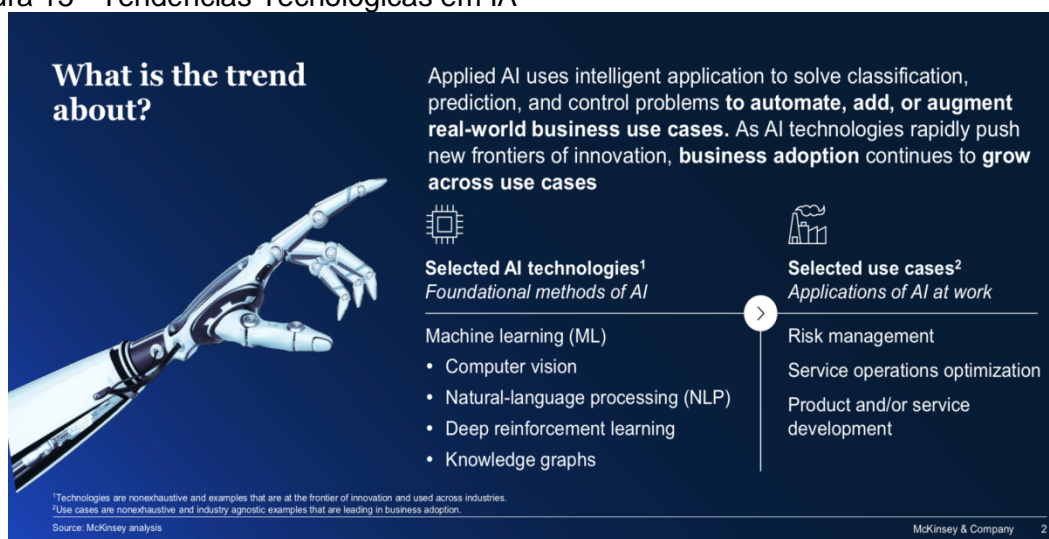 Tendências Tecnológicas em IA
What is the trend
about?
Applied AI uses intelligent application to solve classification,
prediction, and control problems to automate, add, or augment
real-world business use cases. As AI technologies rapidly push
new frontiers of innovation, business adoption continues to grow
across use cases
Selected AI technologies¹
Foundational methods of AI
Machine learning (ML)
• Computer vision
• Natural-language processing (NLP)
• Deep reinforcement learning
• Knowledge graphs
Selected use cases²
Applications of AI at work
Risk management
Service operations optimization
Product and/or service
development
¹Technologies are nonexhaustive and examples that are at the frontier of innovation and used across industries.
²Use cases are nonexhaustive and industry agnostic examples that are leading in business adoption.
Source: McKinsey analysis
McKinsey & Company 2